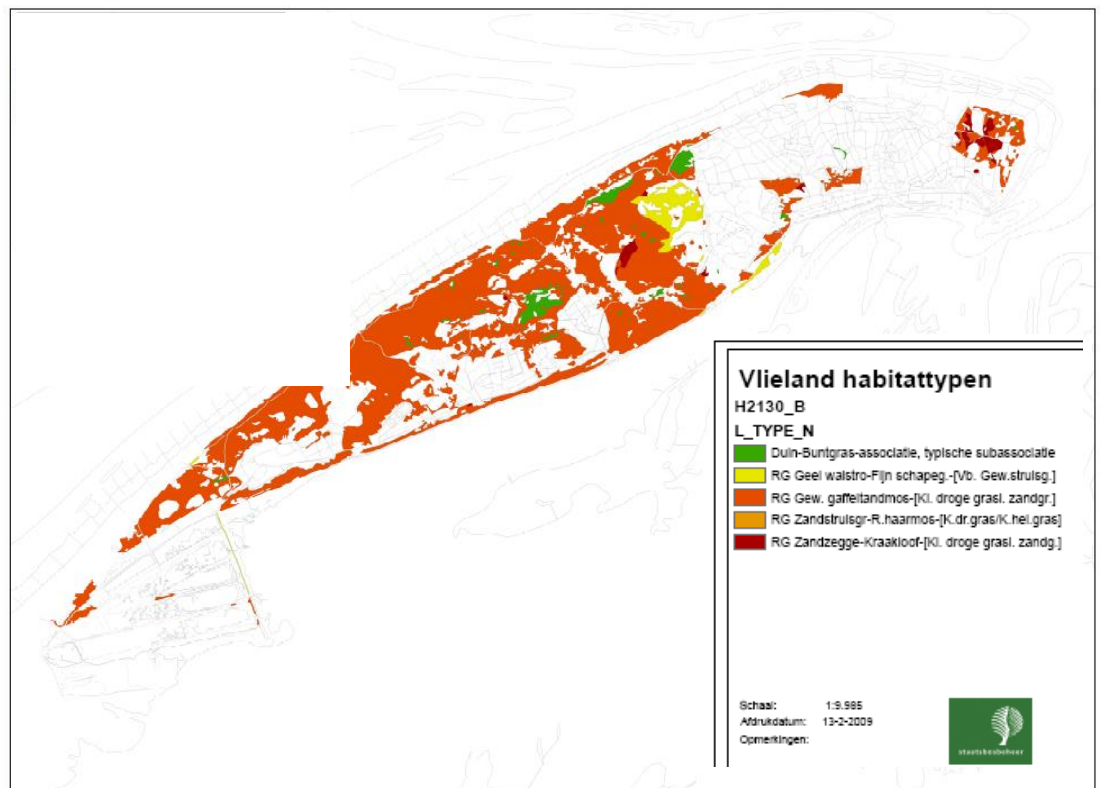 Vlieland habitattypen
H2130_B
L_TYPE_N
Duin-Buntgras-associatie, typische subassociatie
RG Geel walstro-Fijn schapeg.-[Vb. Gew.struisg.]
RG Gew. gaffeltandmos-[Kl. droge grasl. zandgr.]
RG Zandstruisgr-R.haarmos-[K.dr.gras/K.hei.gras]
RG Zandzegge-Kraakloof-[Kl. droge grasl. zandg.]
Schaal: 1:9.985
Afdrukdatum: 13-2-2009
Opmerkingen:
staatsbosbeheer